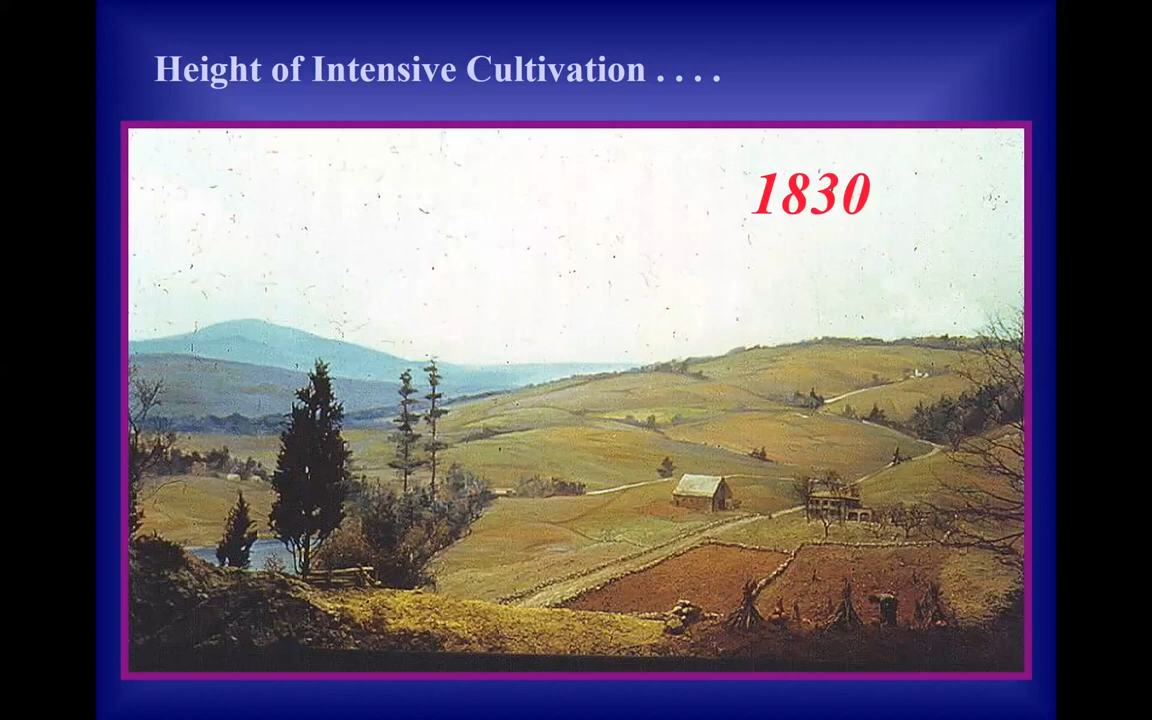 Height of Intensive Cultivation . . . .
1830